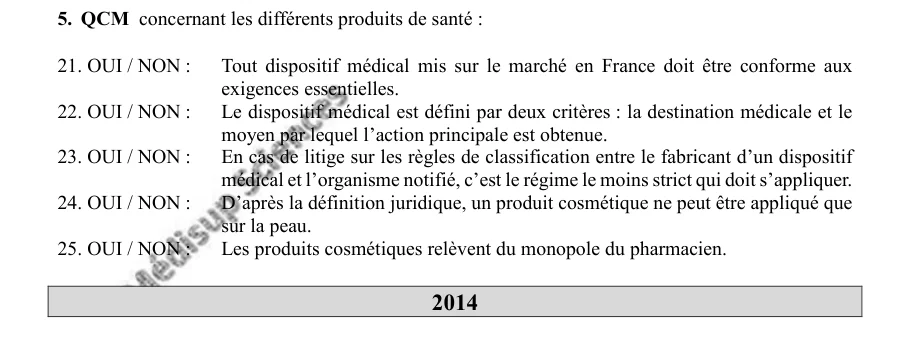 5. QCM concernant les différents produits de santé :
21. OUI / NON : Tout dispositif médical mis sur le marché en France doit être conforme aux
exigences essentielles.
22. OUI / NON : Le dispositif médical est défini par deux critères : la destination médicale et le
moyen par lequel l'action principale est obtenue.
23. OUI / NON : En cas de litige sur les règles de classification entre le fabricant d'un dispositif
médical et l'organisme notifié, c'est le régime le moins strict qui doit s'appliquer.
24. OUI / NON : D'après la définition juridique, un produit cosmétique ne peut être appliqué que
sur la peau.
25. OUI / NON : Les produits cosmétiques relèvent du monopole du pharmacien.
Médisup Sciences
2014